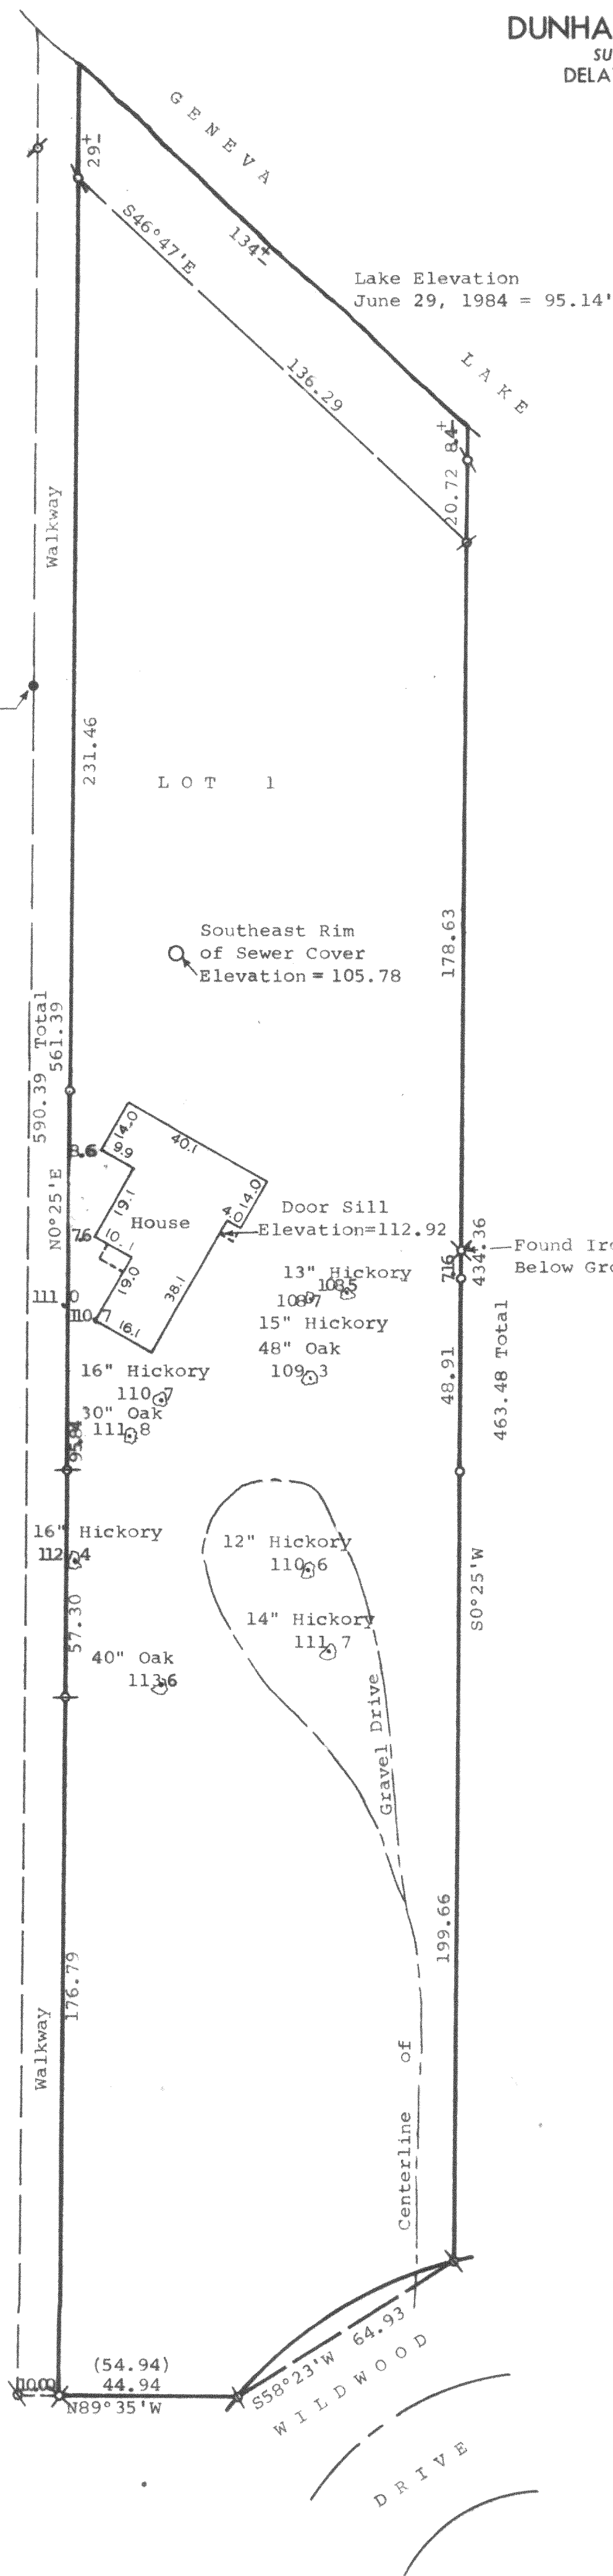 DUNHA
SU
DELA
GENEVA
29±
S46°47'E
134±
Lake Elevation
June 29, 1984 = 95.14'
LAKE
136.29
8.4±
20.72
Walkway
231.46
LOT 1
178.63
Southeast Rim
of Sewer Cover
Elevation = 105.78
590.39 Total
561.39
N0°25'E
14.0
40.1
8.6
9.9
19.1
14.0
4.0
House
Door Sill
Elevation=112.92
7.6
10.1
19.0
38.1
16.1
434.36
Found Ir
Below Gr
7.16
13" Hickory
108.5
108.7
111.0
110.7
15" Hickory
48" Oak
109.3
48.91
463.48 Total
16" Hickory
110.7
30" Oak
111.8
95.84
16" Hickory
112.4
12" Hickory
110.6
S0°25'W
57.30
14" Hickory
111.7
40" Oak
113.6
Gravel Drive
199.66
176.79
Walkway
Centerline of
64.93
S58°23'W
(54.94)
10.00
44.94
N89°35'W
WILDWOOD
DRIVE